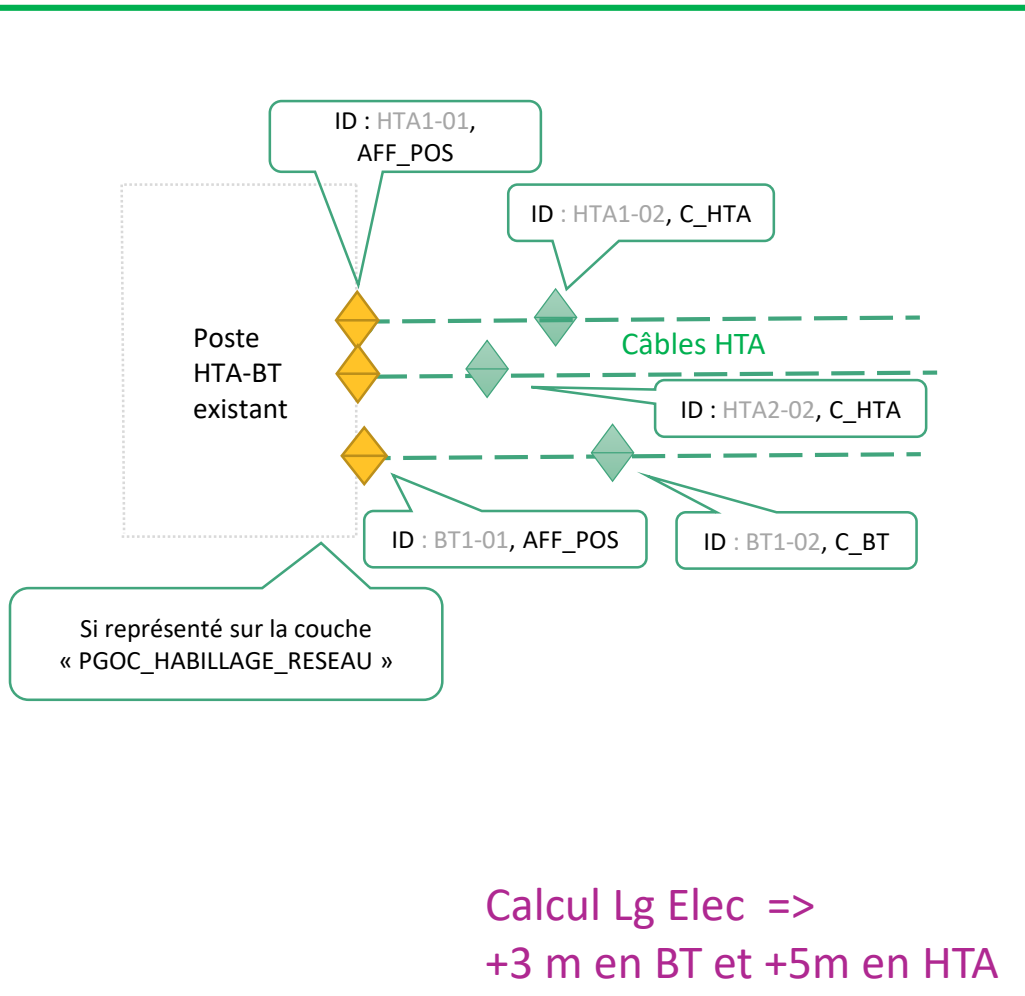 ID : HTA1-01,
AFF_POS
ID : HTA1-02, C_HTA
Poste
HTA-BT
existant
Câbles HTA
ID : HTA2-02, C_HTA
ID : BT1-01, AFF_POS
ID : BT1-02, C_BT
Si représenté sur la couche
« PGOC_HABILLAGE_RESEAU »
Calcul Lg Elec =>
+3 m en BT et +5m en HTA